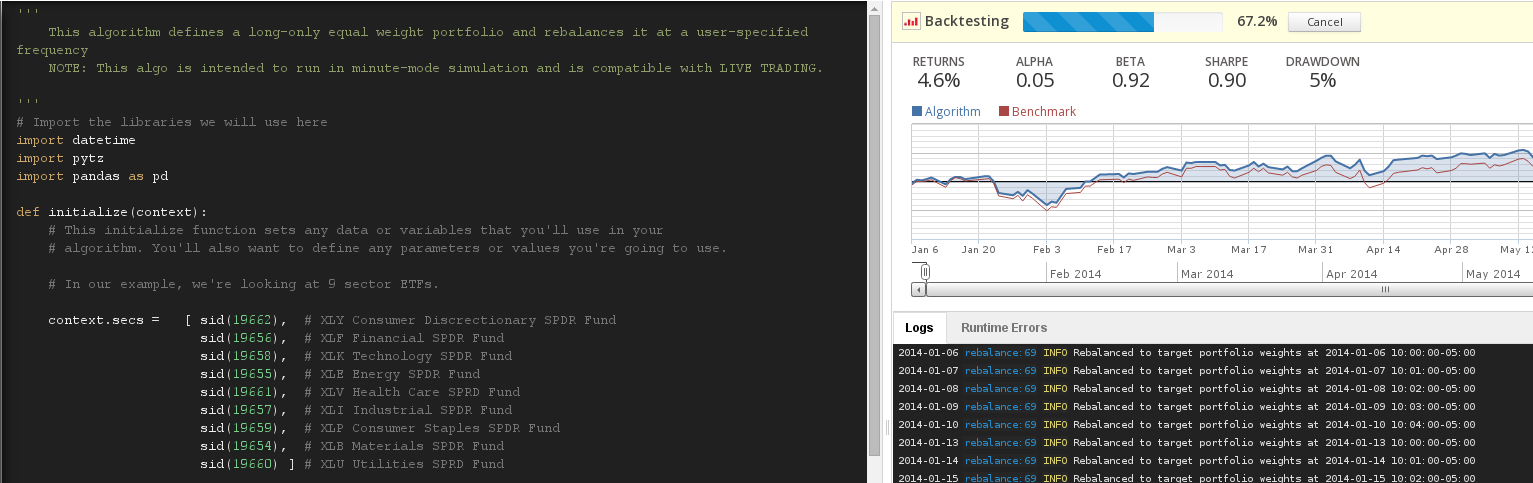 '''
    This algorithm defines a long-only equal weight portfolio and rebalances it at a user-specified
frequency
    NOTE: This algo is intended to run in minute-mode simulation and is compatible with LIVE TRADING.
'''
# Import the libraries we will use here
import datetime
import pytz
import pandas as pd
def initialize(context):
    # This initialize function sets any data or variables that you'll use in your
    # algorithm. You'll also want to define any parameters or values you're going to use.
    # In our example, we're looking at 9 sector ETFs.
    context.secs =   [ sid(19662),  # XLY Consumer Discrectionary SPDR Fund
                       sid(19656),  # XLF Financial SPDR Fund
                       sid(19658),  # XLK Technology SPDR Fund
                       sid(19655),  # XLE Energy SPDR Fund
                       sid(19661),  # XLV Health Care SPRD Fund
                       sid(19657),  # XLI Industrial SPDR Fund
                       sid(19659),  # XLP Consumer Staples SPDR Fund
                       sid(19654),  # XLB Materials SPDR Fund
                       sid(19660) ] # XLU Utilities SPRD Fund
Backtesting 67.2% Cancel
RETURNS ALPHA BETA SHARPE DRAWDOWN
4.6% 0.05 0.92 0.90 5%
Algorithm Benchmark
Jan 6 Jan 20 Feb 3 Feb 17 Mar 3 Mar 17 Mar 31 Apr 14 Apr 28 May 12
Feb 2014 Mar 2014 Apr 2014 May 2014
Logs Runtime Errors
2014-01-06 rebalance:69 INFO Rebalanced to target portfolio weights at 2014-01-06 10:00:00-05:00
2014-01-07 rebalance:69 INFO Rebalanced to target portfolio weights at 2014-01-07 10:01:00-05:00
2014-01-08 rebalance:69 INFO Rebalanced to target portfolio weights at 2014-01-08 10:02:00-05:00
2014-01-09 rebalance:69 INFO Rebalanced to target portfolio weights at 2014-01-09 10:03:00-05:00
2014-01-10 rebalance:69 INFO Rebalanced to target portfolio weights at 2014-01-10 10:04:00-05:00
2014-01-13 rebalance:69 INFO Rebalanced to target portfolio weights at 2014-01-13 10:00:00-05:00
2014-01-14 rebalance:69 INFO Rebalanced to target portfolio weights at 2014-01-14 10:01:00-05:00
2014-01-15 rebalance:69 INFO Rebalanced to target portfolio weights at 2014-01-15 10:02:00-05:00